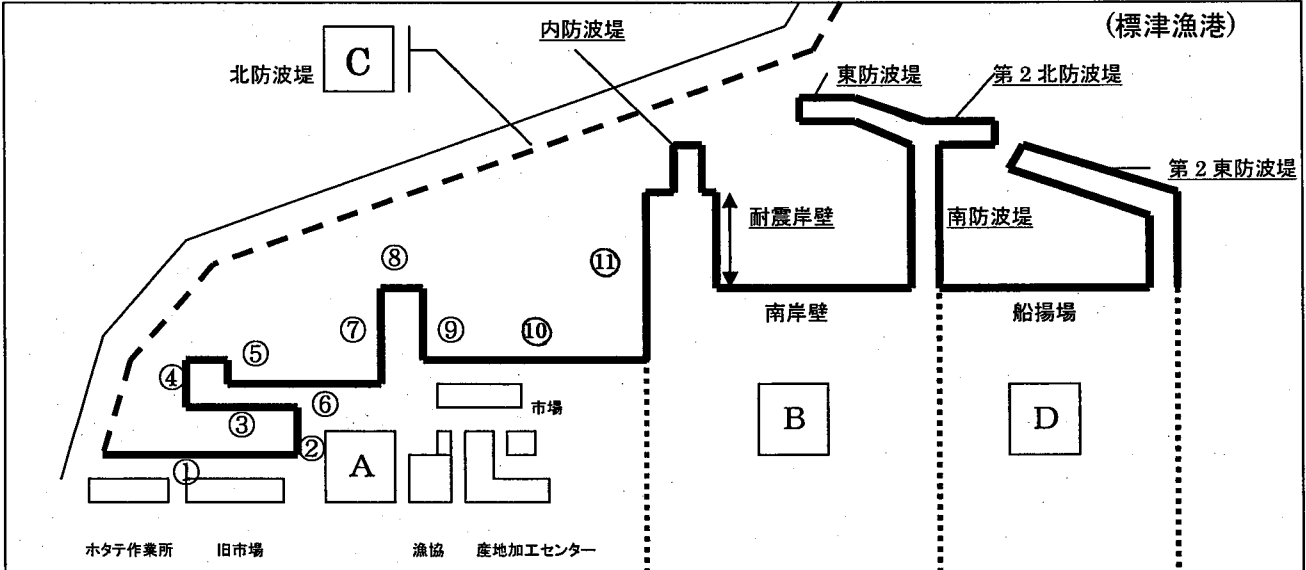 (標津漁港)
内防波堤
北防波堤
C
東防波堤
第2北防波堤
第2東防波堤
耐震岸壁
南防波堤
⑧
⑪
南岸壁
船揚場
⑦
⑨
⑩
⑤
④
⑥
③
市場
②
①
A
B
D
ホタテ作業所
旧市場
漁協
産地加工センター